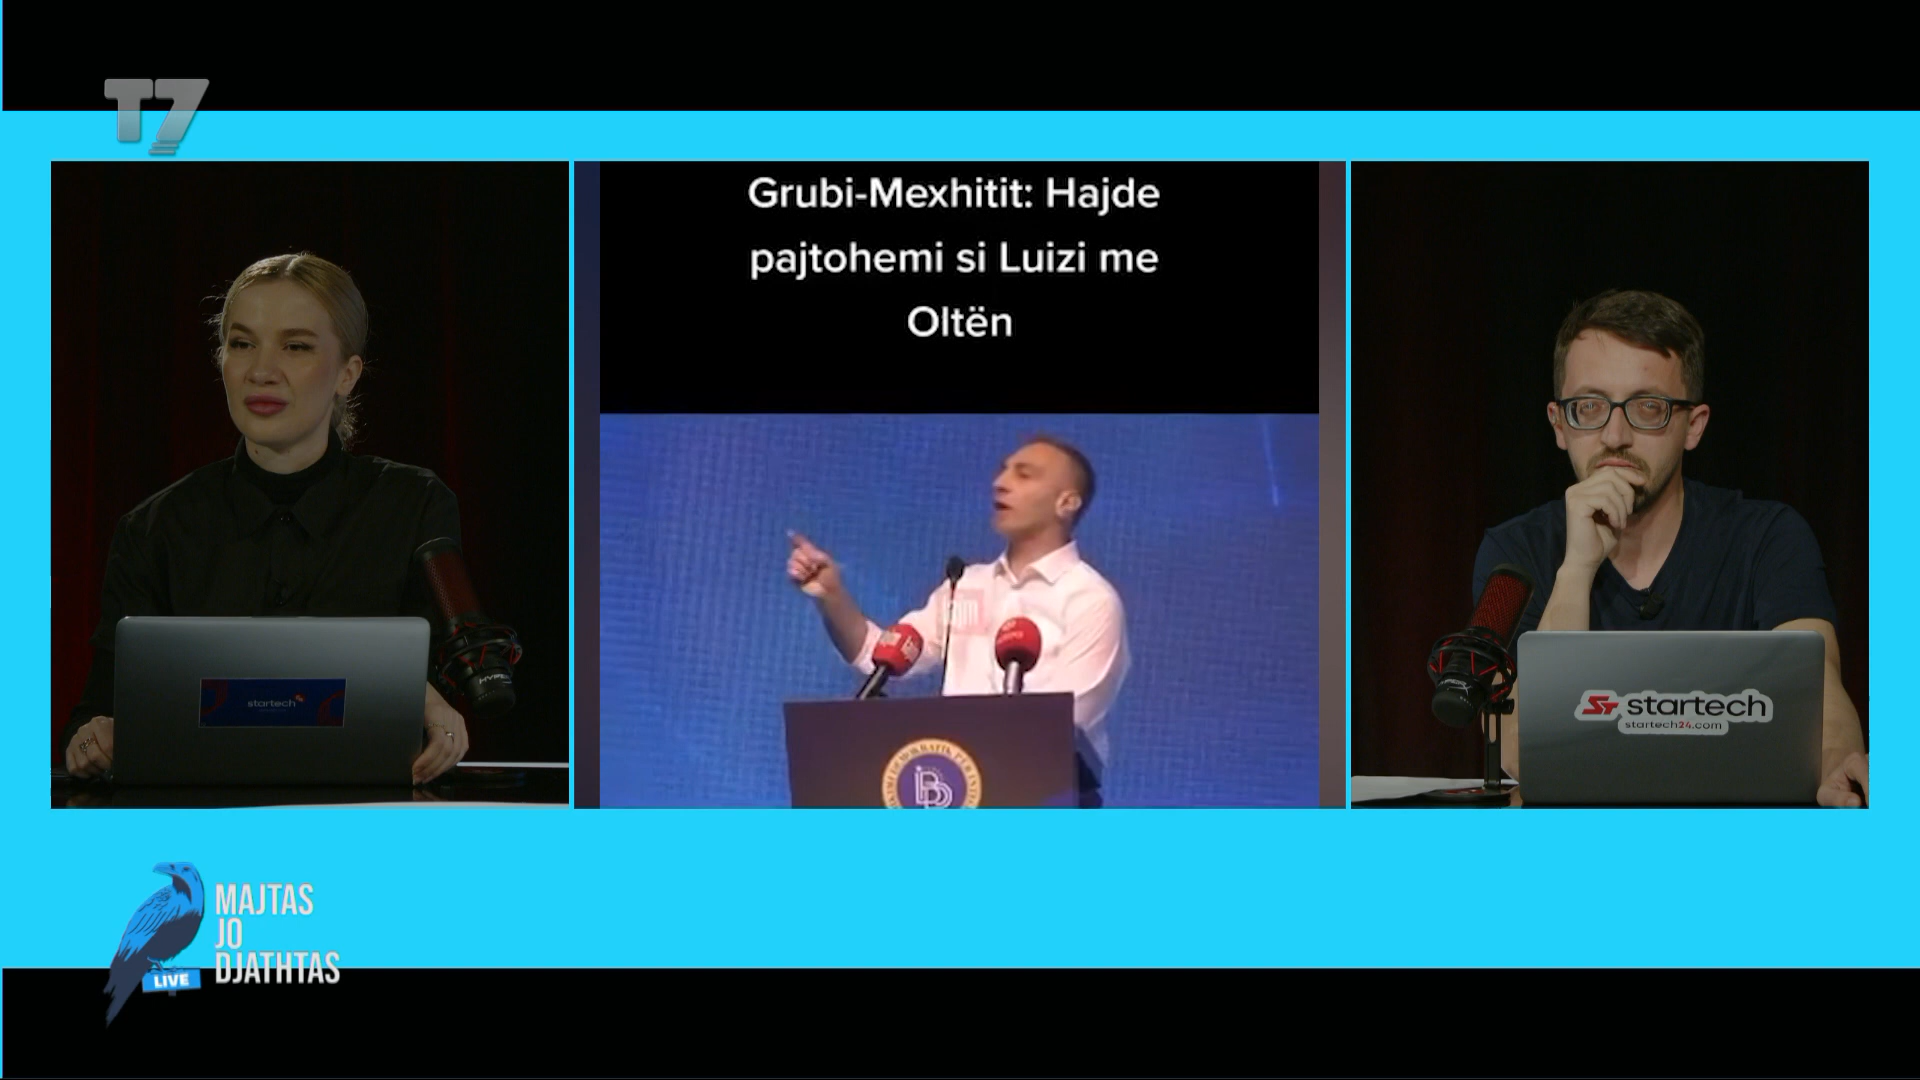 T7
Grubi-Mexhitit: Hajde
pajtohemi si Luizi me
Oltën
startech
startech
startech24.com
MAJTAS
JO
DJATHTAS
LIVE